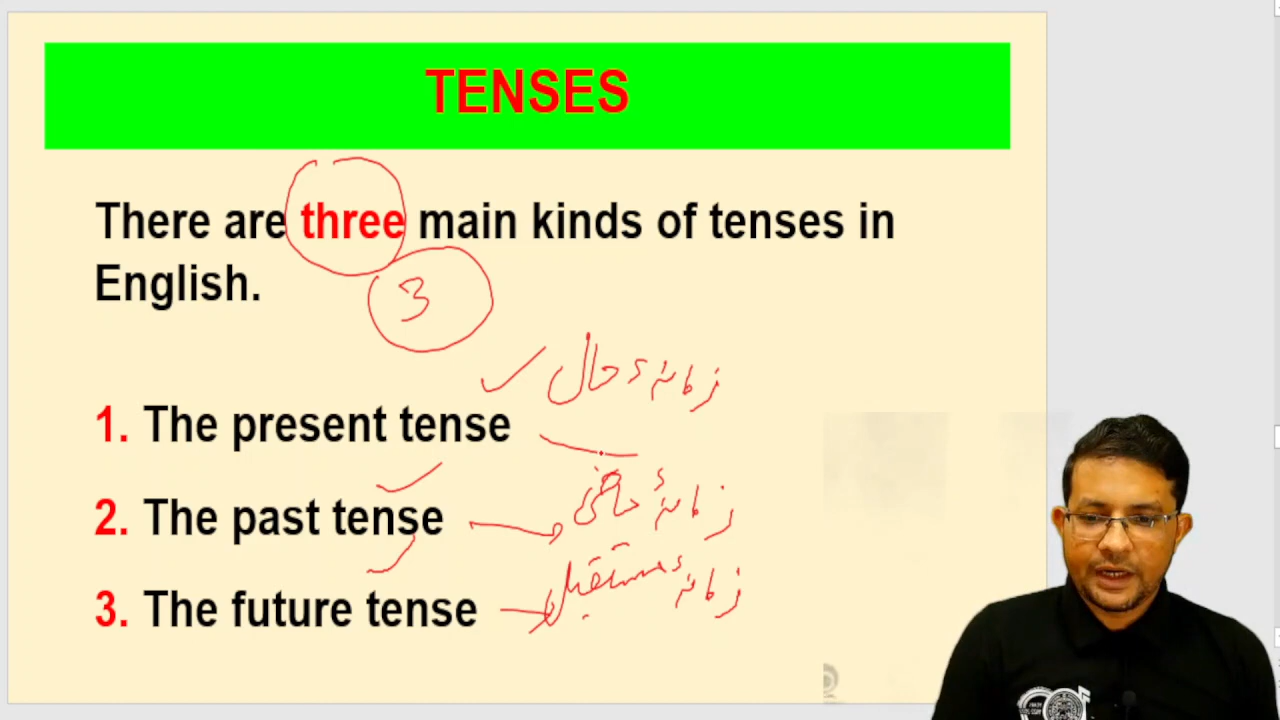 TENSES
There are three main kinds of tenses in
English.
3
زمانۂ حال
1. The present tense
زمانۂ ماضی
2. The past tense
زمانۂ مستقبل
3. The future tense